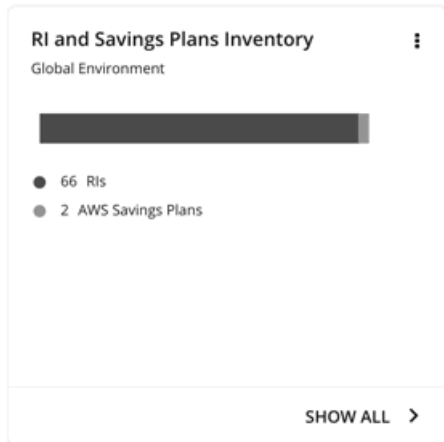 RI and Savings Plans Inventory
Global Environment
66 RIs
2 AWS Savings Plans
SHOW ALL